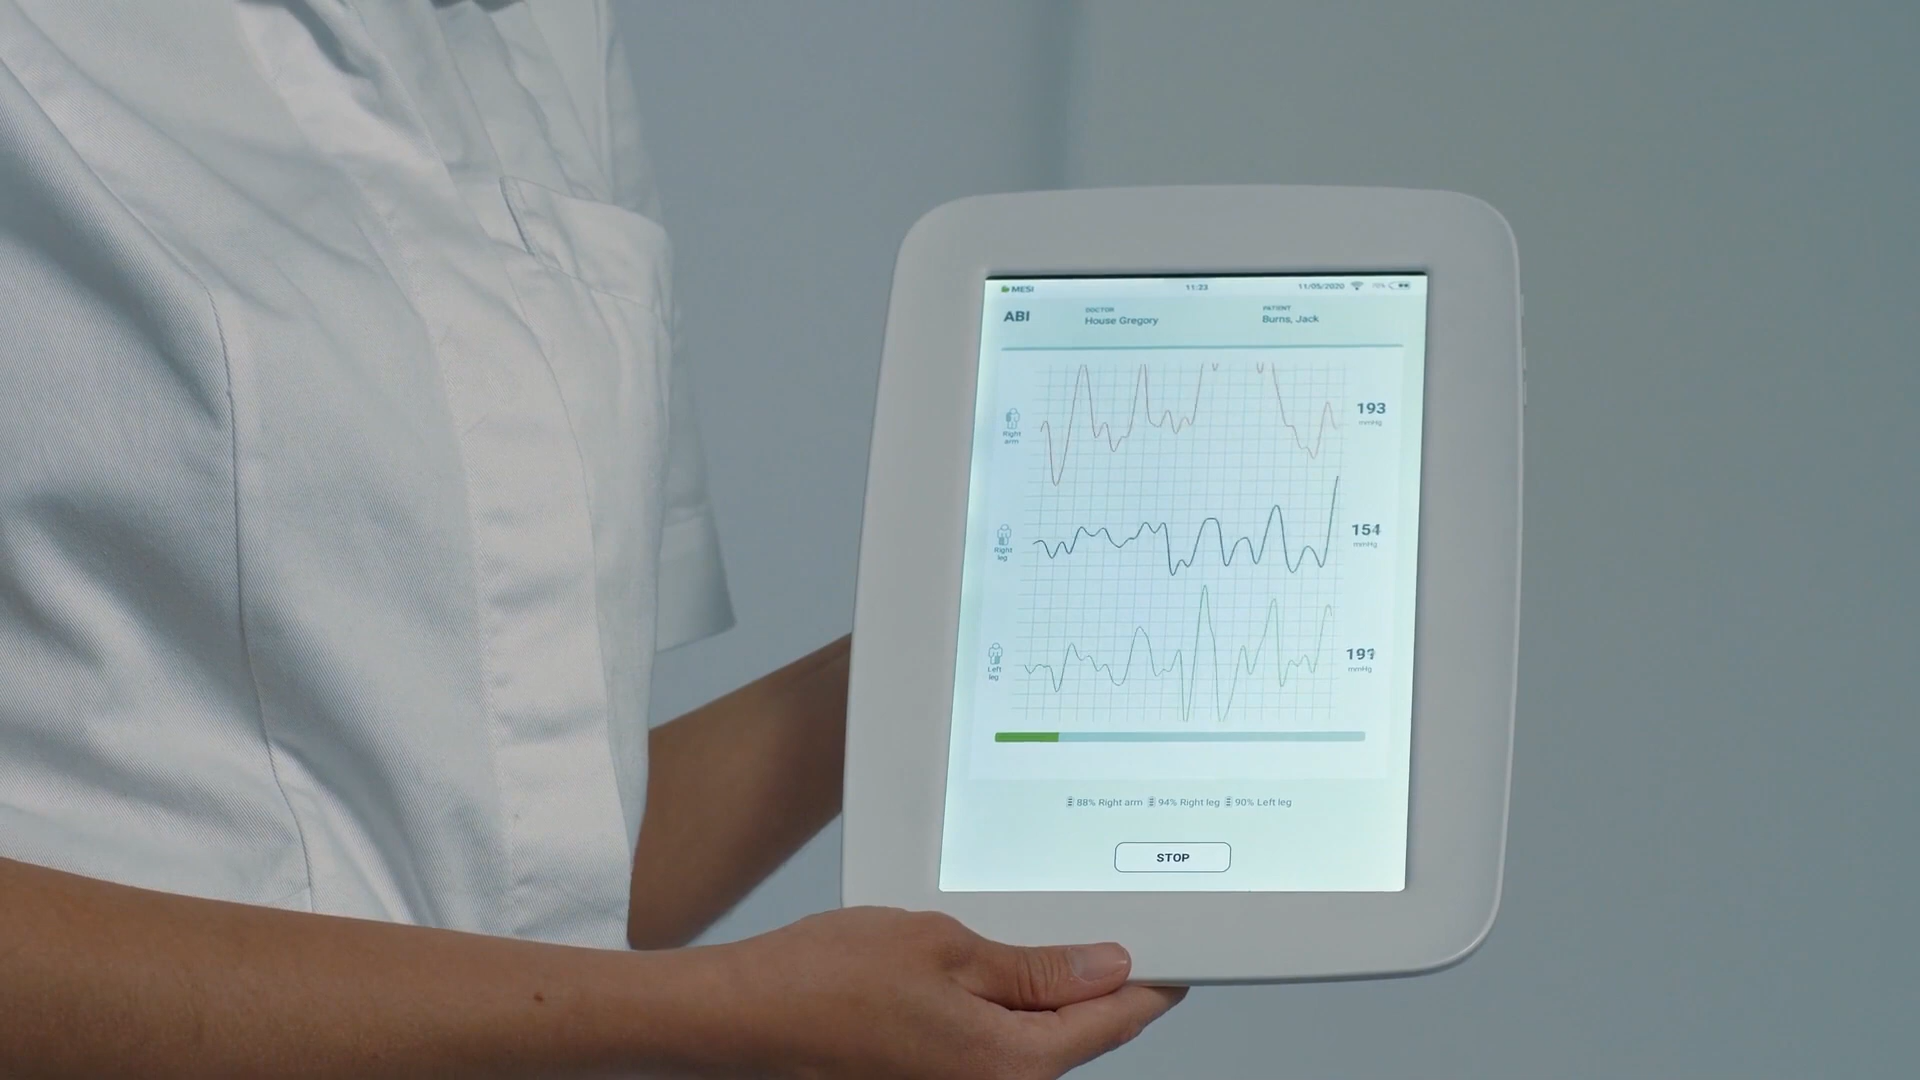 MESI 11:23 11/05/2020
DOCTOR PATIENT
ABI House Gregory Burns, Jack
193
mmHg
Right
arm
154
mmHg
Right
leg
mmHg
Left
leg
88% Right arm 94% Right leg 90% Left leg
STOP